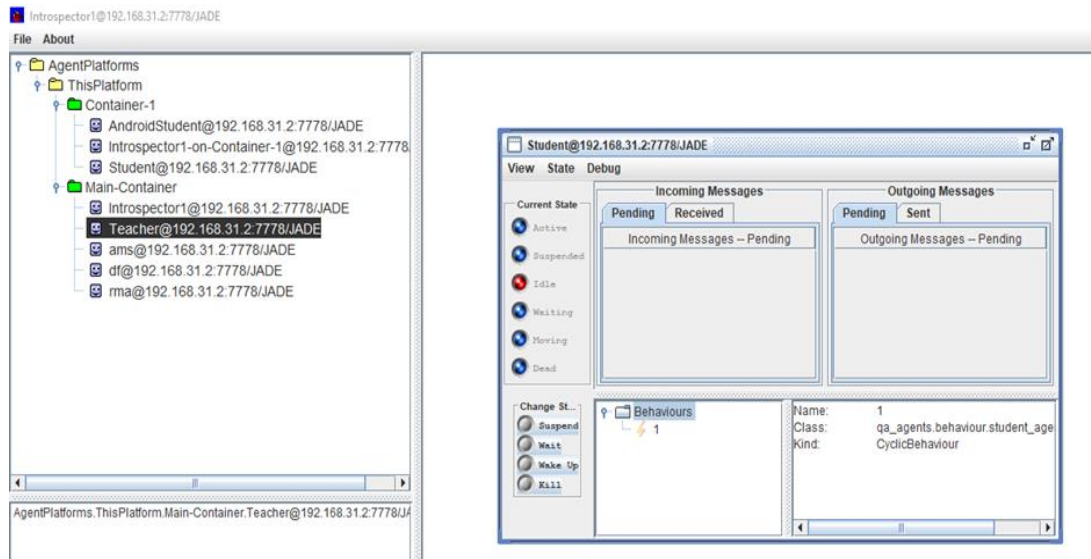 Introspector1@192.168.31.2:7778/JADE
File About
AgentPlatforms
ThisPlatform
Container-1
AndroidStudent@192.168.31.2:7778/JADE
Introspector1-on-Container-1@192.168.31.2:7778
Student@192.168.31.2:7778/JADE
Main-Container
Introspector1@192.168.31.2:7778/JADE
Teacher@192.168.31.2:7778/JADE
ams@192.168.31.2:7778/JADE
df@192.168.31.2:7778/JADE
rma@192.168.31.2:7778/JADE
AgentPlatforms.ThisPlatform.Main-Container.Teacher@192.168.31.2:7778/JA
Student@192.168.31.2:7778/JADE
View State Debug
Current State
Active
Suspended
Idle
Waiting
Moving
Dead
Incoming Messages
Pending Received
Incoming Messages -- Pending
Outgoing Messages
Pending Sent
Outgoing Messages -- Pending
Change St...
Suspend
Wait
Wake Up
Kill
Behaviours
1
Name: 1
Class: qa_agents.behaviour.student_age
Kind: CyclicBehaviour